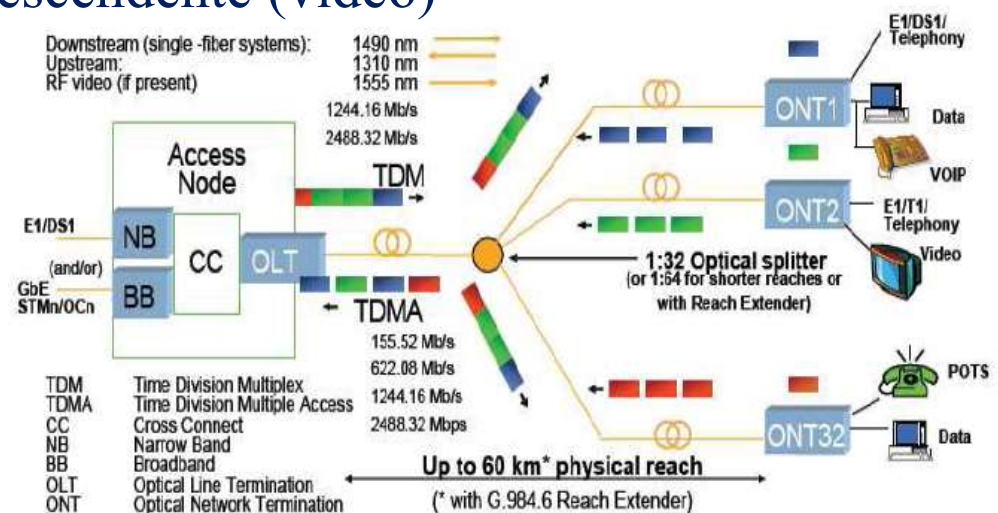 escendente (vídeo)
Downstream (single -fiber systems): 1490 nm
Upstream: 1310 nm
RF video (if present) 1555 nm
1244.16 Mb/s
2488.32 Mb/s
E1/DS1/
Telephony
ONT1
Data
VOIP
Access
Node
TDM
E1/DS1
NB
CC
OLT
(and/or)
GbE
STMn/OCn
BB
ONT2
E1/T1/
Telephony
Video
1:32 Optical splitter
(or 1:64 for shorter reaches or
with Reach Extender)
TDMA
155.52 Mb/s
622.08 Mb/s
1244.16 Mb/s
2488.32 Mbps
POTS
ONT32
Data
TDM Time Division Multiplex
TDMA Time Division Multiple Access
CC Cross Connect
NB Narrow Band
BB Broadband
OLT Optical Line Termination
ONT Optical Network Termination
Up to 60 km* physical reach
(* with G.984.6 Reach Extender)